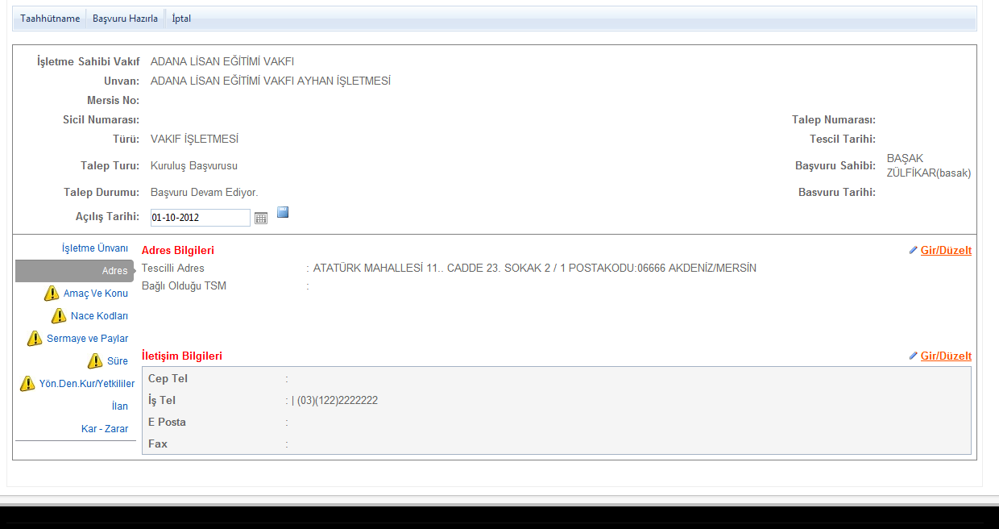 Taahhütname Başvuru Hazırla İptal
İşletme Sahibi Vakıf ADANA LİSAN EĞİTİMİ VAKFI
Unvan: ADANA LİSAN EĞİTİMİ VAKFI AYHAN İŞLETMESİ
Mersis No:
Sicil Numarası: Talep Numarası:
Türü: VAKIF İŞLETMESİ Tescil Tarihi:
Talep Turu: Kuruluş Başvurusu Başvuru Sahibi: BAŞAK
ZÜLFİKAR(basak)
Talep Durumu: Başvuru Devam Ediyor. Basvuru Tarihi:
Açılış Tarihi: 01-10-2012
İşletme Ünvanı
Adres
Amaç Ve Konu
Nace Kodları
Sermaye ve Paylar
Süre
Yön.Den.Kur/Yetkililer
İlan
Kar - Zarar
Adres Bilgileri Gir/Düzelt
Tescilli Adres : ATATÜRK MAHALLESİ 11.. CADDE 23. SOKAK 2 / 1 POSTAKODU:06666 AKDENİZ/MERSİN
Bağlı Olduğu TSM :
İletişim Bilgileri Gir/Düzelt
Cep Tel :
İş Tel : | (03)(122)2222222
E Posta :
Fax :